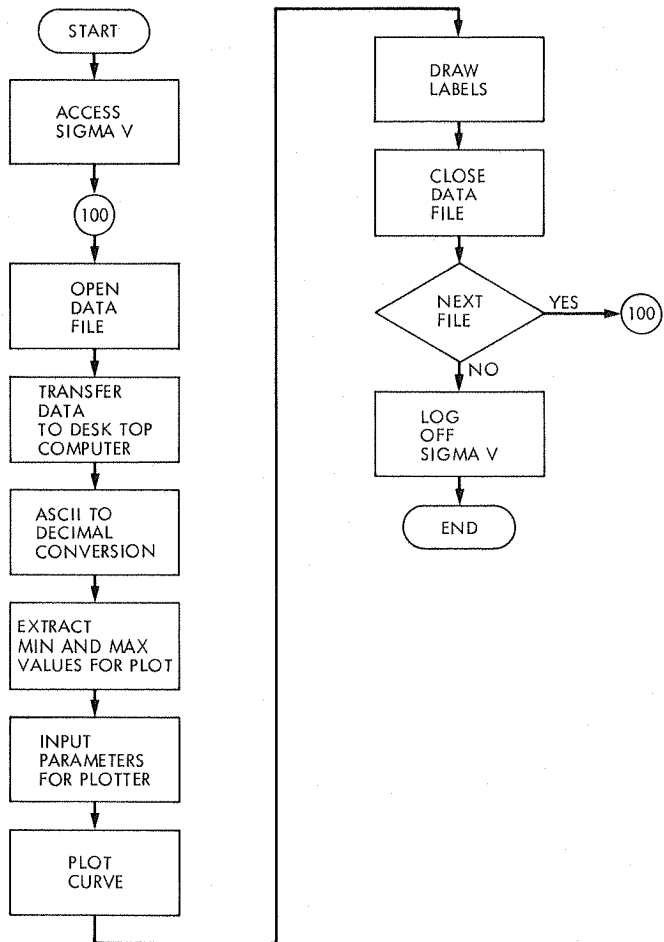 START
ACCESS
SIGMA V
100
OPEN
DATA
FILE
TRANSFER
DATA
TO DESK TOP
COMPUTER
ASCII TO
DECIMAL
CONVERSION
EXTRACT
MIN AND MAX
VALUES FOR PLOT
INPUT
PARAMETERS
FOR PLOTTER
PLOT
CURVE
DRAW
LABELS
CLOSE
DATA
FILE
NEXT
FILE
YES
100
NO
LOG
OFF
SIGMA V
END